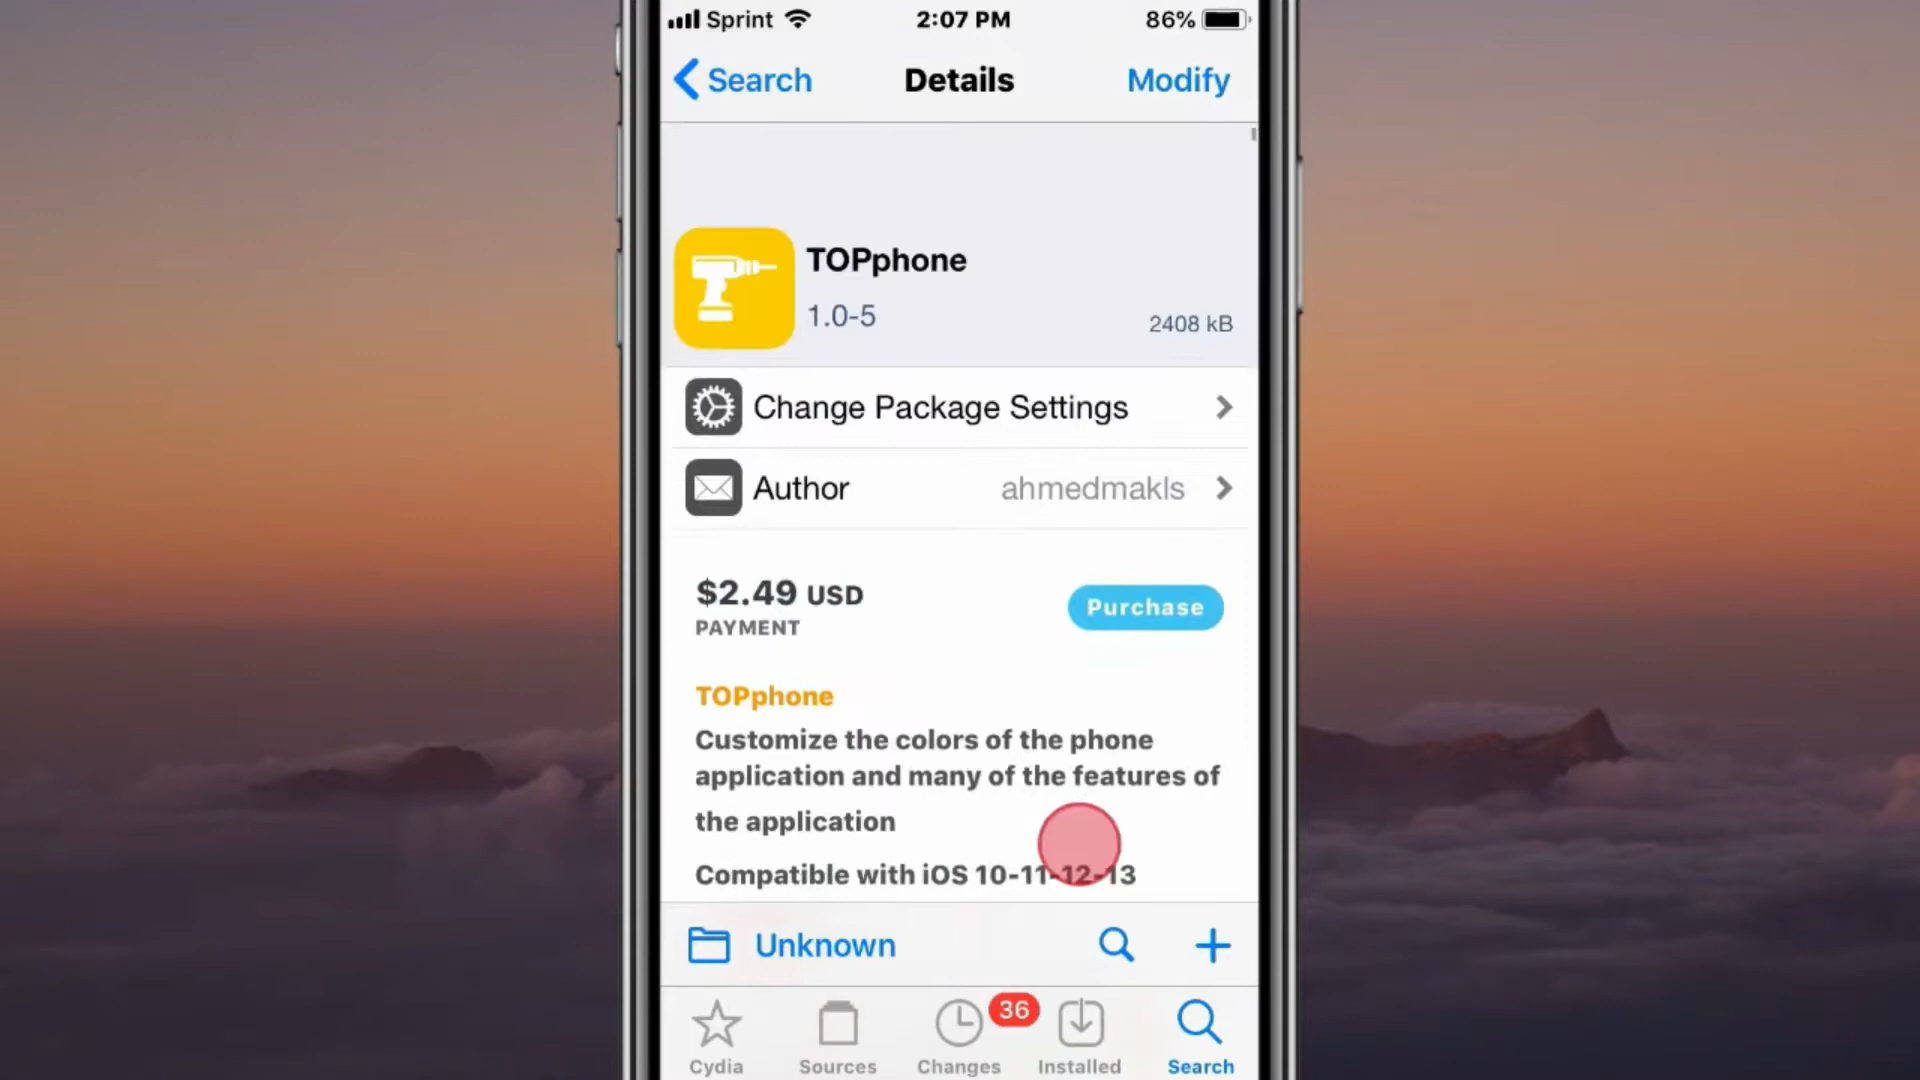 Sprint 2:07 PM 86%
Search Details Modify
TOPphone
1.0-5 2408 kB
Change Package Settings
Author ahmedmakls
$2.49 USD Purchase
PAYMENT
TOPphone
Customize the colors of the phone
application and many of the features of
the application
Compatible with iOS 10-11-12-13
Unknown
36
Cydia Sources Changes Installed Search